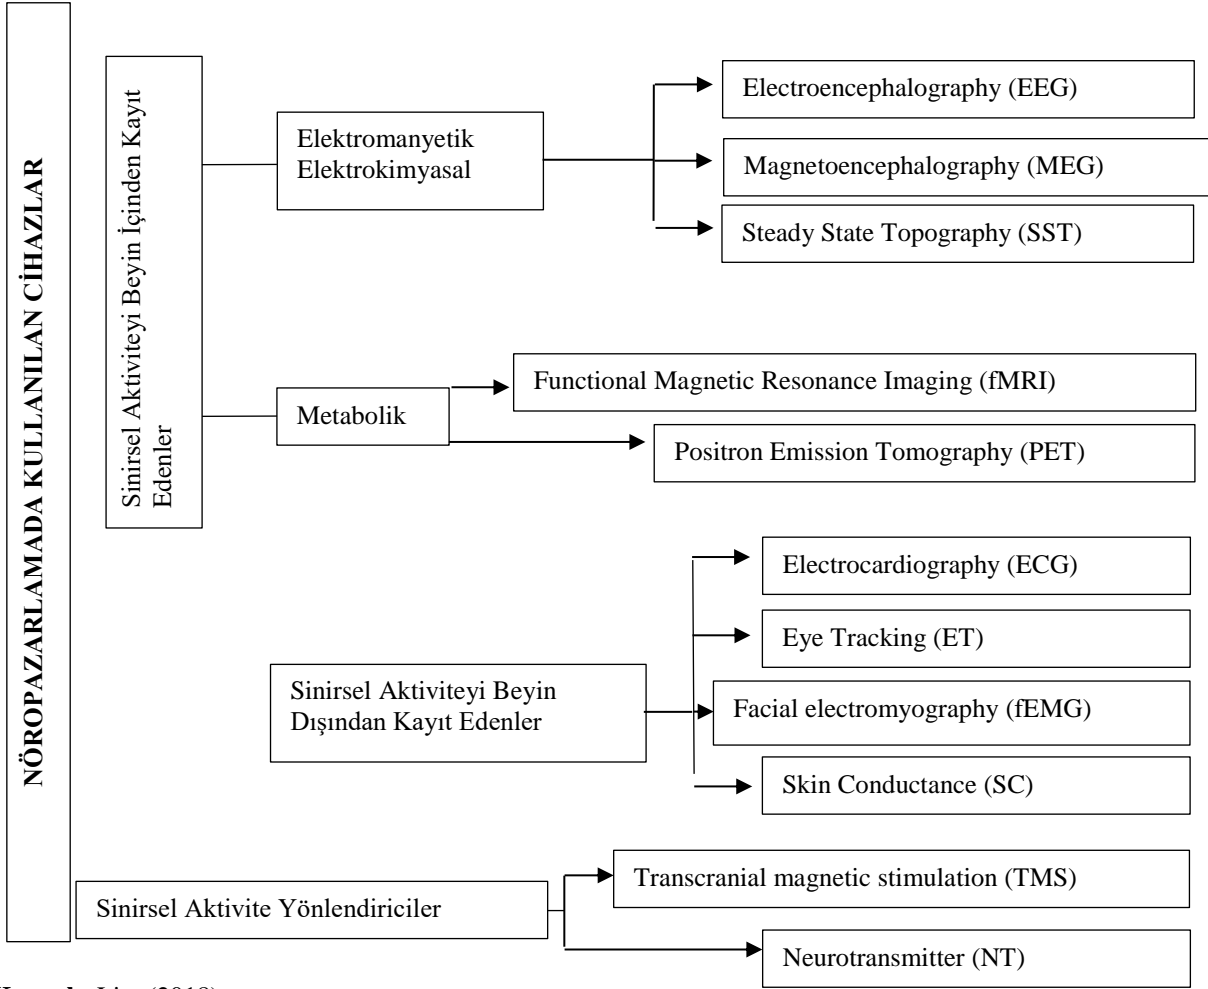 NÖROPAZARLAMADA KULLANILAN CİHAZLAR
Sinirsel Aktiviteyi Beyin İçinden Kayıt
Edenler
Elektromanyetik
Elektrokimyasal
Electroencephalography (EEG)
Magnetoencephalography (MEG)
Steady State Topography (SST)
Metabolik
Functional Magnetic Resonance Imaging (fMRI)
Positron Emission Tomography (PET)
Sinirsel Aktiviteyi Beyin
Dışından Kayıt Edenler
Electrocardiography (ECG)
Eye Tracking (ET)
Facial electromyography (fEMG)
Skin Conductance (SC)
Sinirsel Aktivite Yönlendiriciler
Transcranial magnetic stimulation (TMS)
Neurotransmitter (NT)